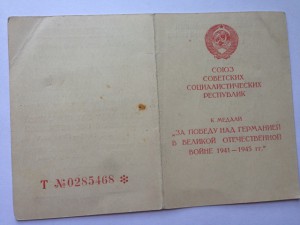 СОЮЗ
СОВЕТСКИХ
СОЦИАЛИСТИЧЕСКИХ
РЕСПУБЛИК
К МЕДАЛИ
"ЗА ПОБЕДУ НАД ГЕРМАНИЕЙ
В ВЕЛИКОЙ ОТЕЧЕСТВЕННОЙ
ВОЙНЕ 1941—1945 гг."
Т №0285468 *